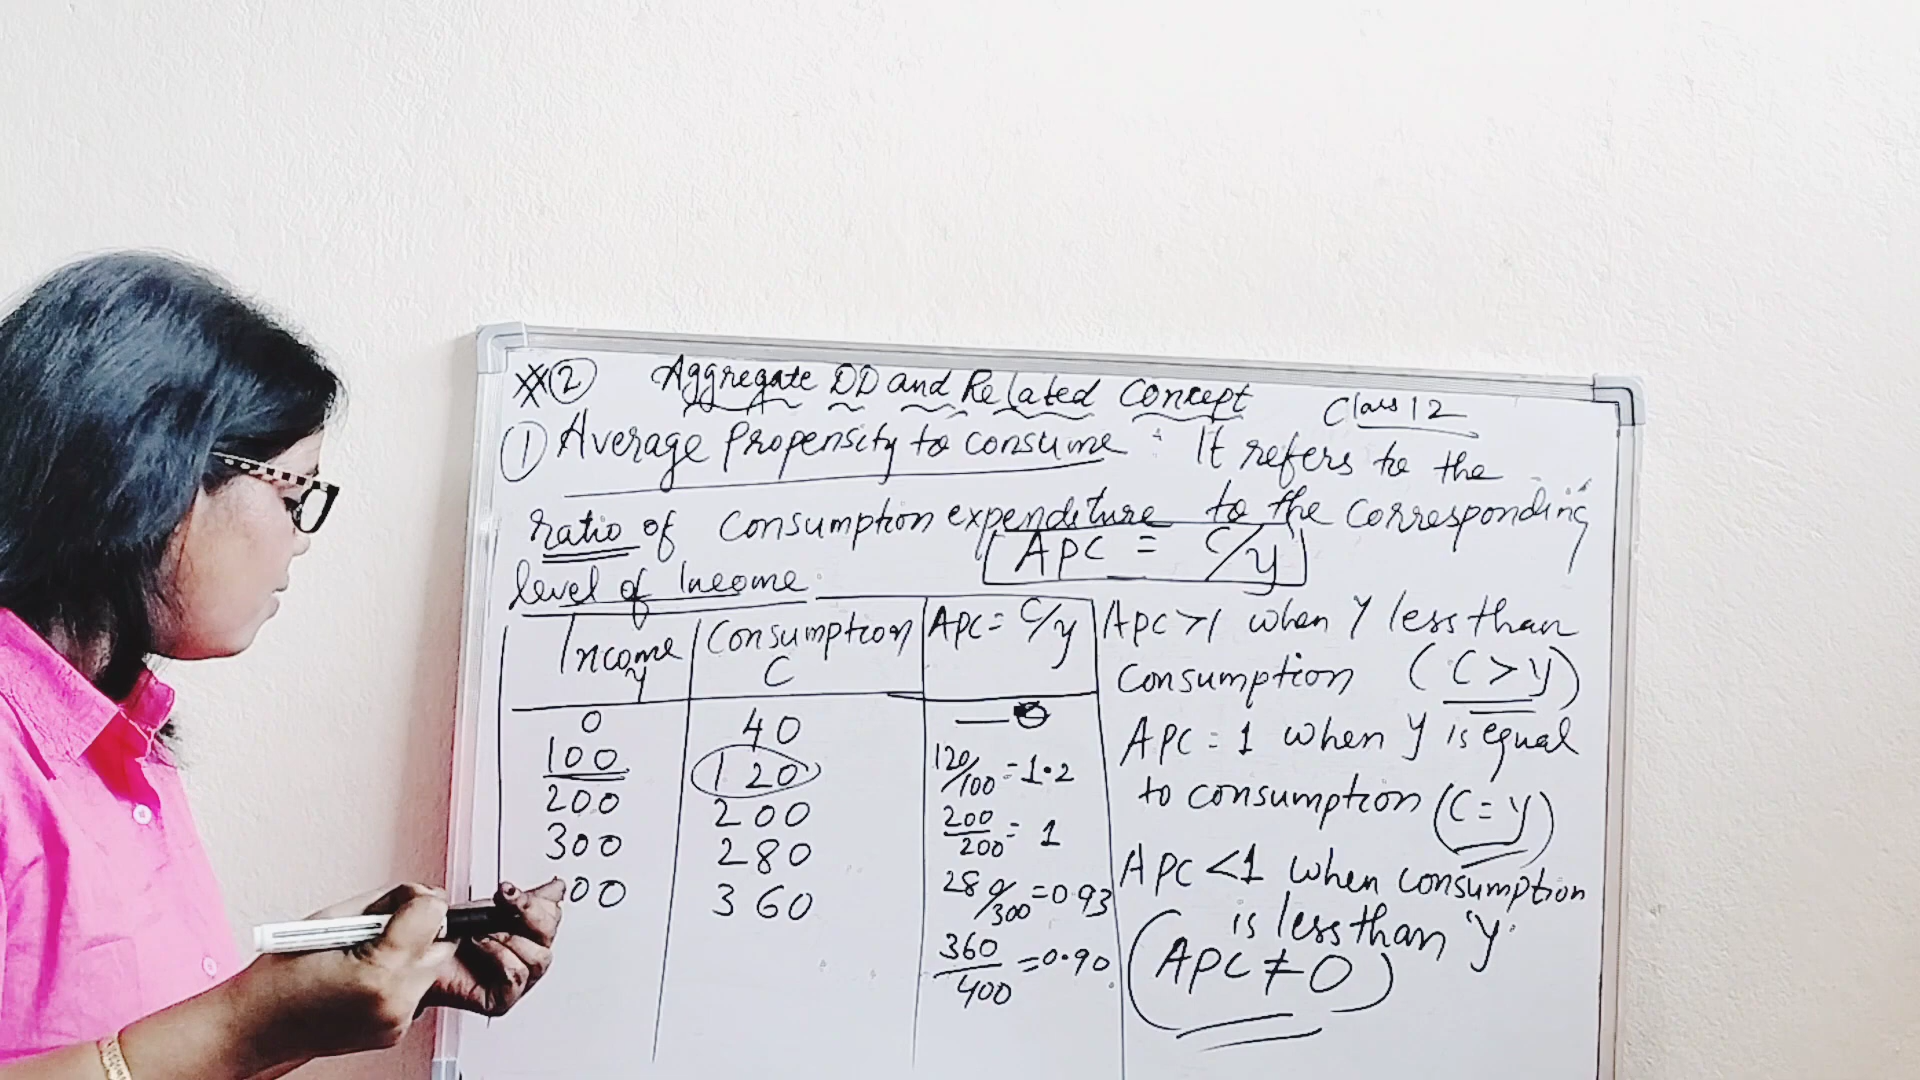 #② Aggregate DD and Related Concept Class 12
① Average propensity to consume : It refers to the
ratio of consumption expenditure to the corresponding
level of Income. APC = C/Y
Income Y | Consumption C | APC = C/Y
0 40 —
100 120 120/100 = 1.2
200 200 200/200 = 1
300 280 280/300 = 0.93
00 360 360/400 = 0.90
APC >1 when Y less than
consumption (C > Y)
APC = 1 when Y is equal
to consumption (C = Y)
APC < 1 when consumption
is less than Y.
(APC ≠ 0)